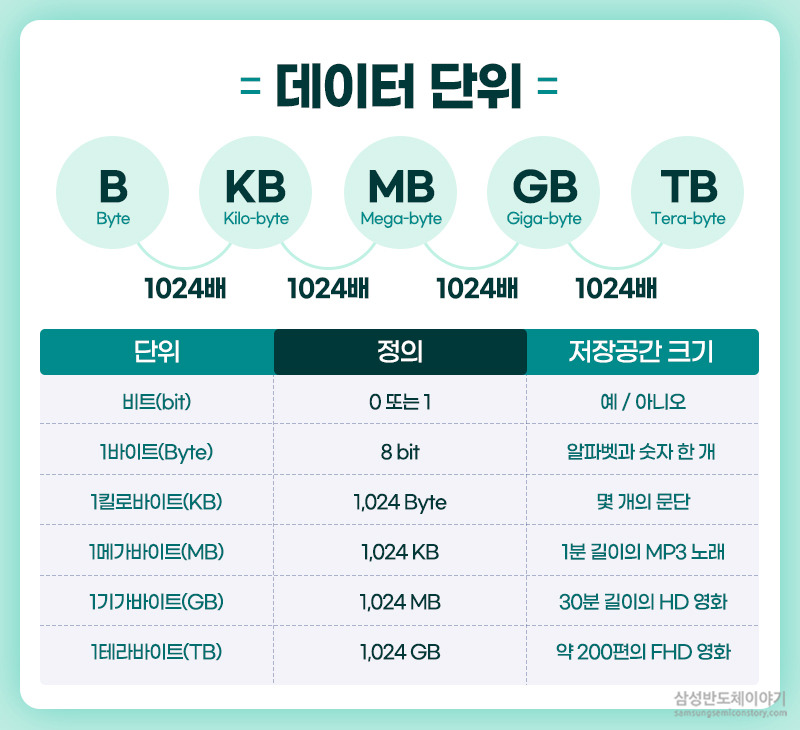 = 데이터 단위 =
B KB MB GB TB
Byte Kilo-byte Mega-byte Giga-byte Tera-byte
1024배 1024배 1024배 1024배
단위 정의 저장공간 크기
비트(bit) 0 또는 1 예 / 아니오
1바이트(Byte) 8 bit 알파벳과 숫자 한 개
1킬로바이트(KB) 1,024 Byte 몇 개의 문단
1메가바이트(MB) 1,024 KB 1분 길이의 MP3 노래
1기가바이트(GB) 1,024 MB 30분 길이의 HD 영화
1테라바이트(TB) 1,024 GB 약 200편의 FHD 영화
삼성반도체이야기
samsungsemiconstory.com